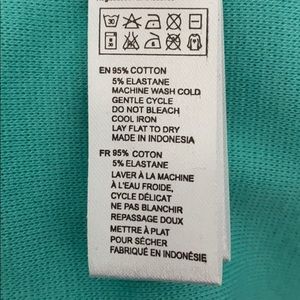 EN 95% COTTON
5% ELASTANE
MACHINE WASH COLD
GENTLE CYCLE
DO NOT BLEACH
COOL IRON
LAY FLAT TO DRY
MADE IN INDONESIA
FR 95% COTON
5% ELASTANE
LAVER À LA MACHINE
À L'EAU FROIDE,
CYCLE DÉLICAT
NE PAS BLANCHIR
REPASSAGE DOUX
METTRE À PLAT
POUR SÉCHER
FABRIQUÉ EN INDONÉSIE